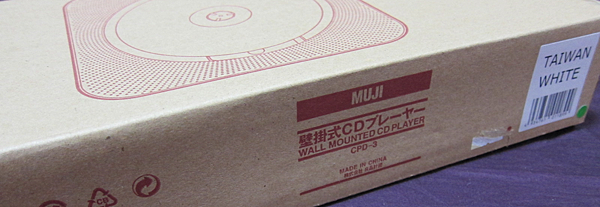 MUJI
壁掛式CDプレーヤー
WALL MOUNTED CD PLAYER
CPD-3
MADE IN CHINA
TAIWAN
WHITE